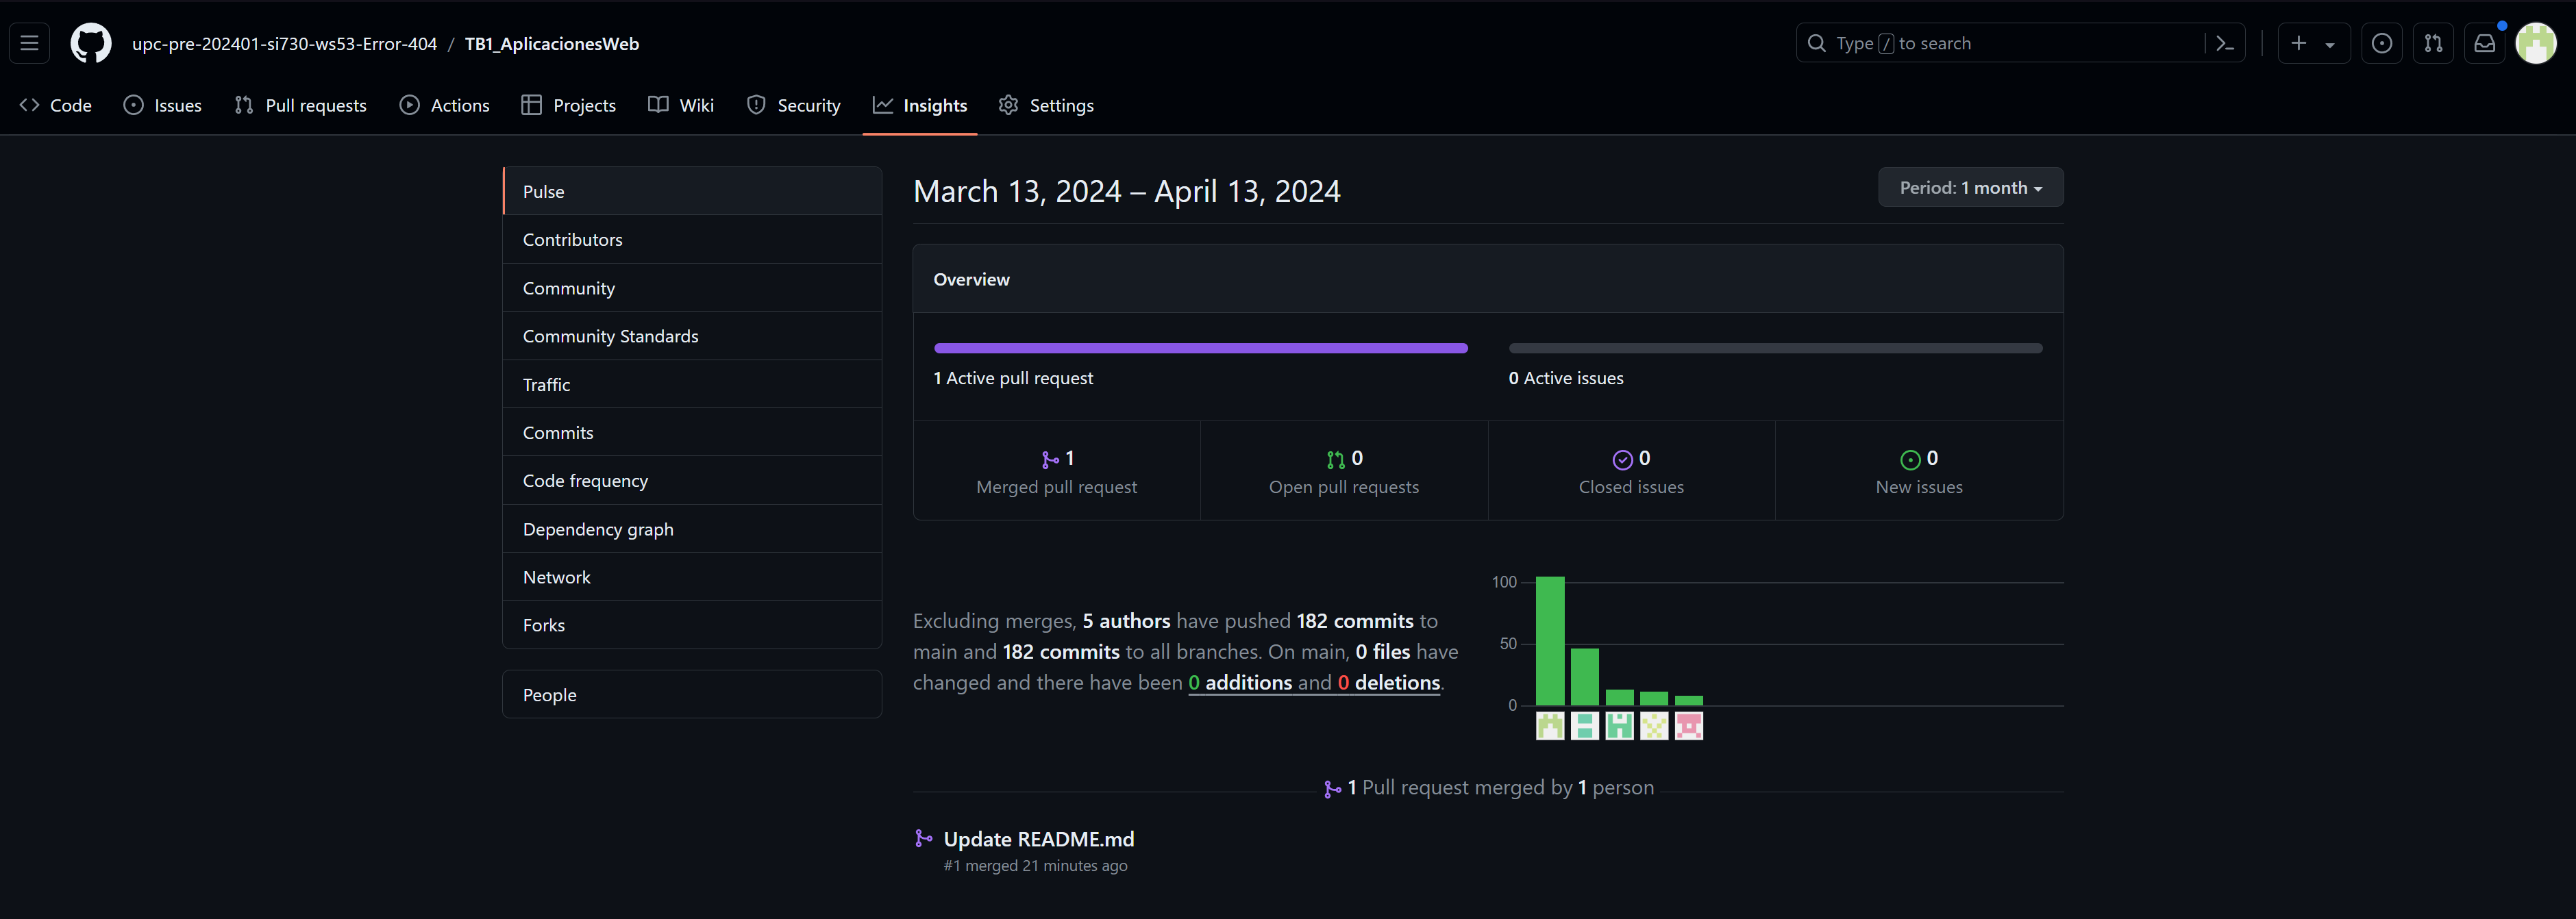 upc-pre-202401-si730-ws53-Error-404 / TB1_AplicacionesWeb
Type / to search
Code Issues Pull requests Actions Projects Wiki Security Insights Settings
Pulse
Contributors
Community
Community Standards
Traffic
Commits
Code frequency
Dependency graph
Network
Forks
People
March 13, 2024 – April 13, 2024
Period: 1 month
Overview
1 Active pull request
0 Active issues
1
Merged pull request
0
Open pull requests
0
Closed issues
0
New issues
Excluding merges, 5 authors have pushed 182 commits to
main and 182 commits to all branches. On main, 0 files have
changed and there have been 0 additions and 0 deletions.
100
50
0
1 Pull request merged by 1 person
Update README.md
#1 merged 21 minutes ago